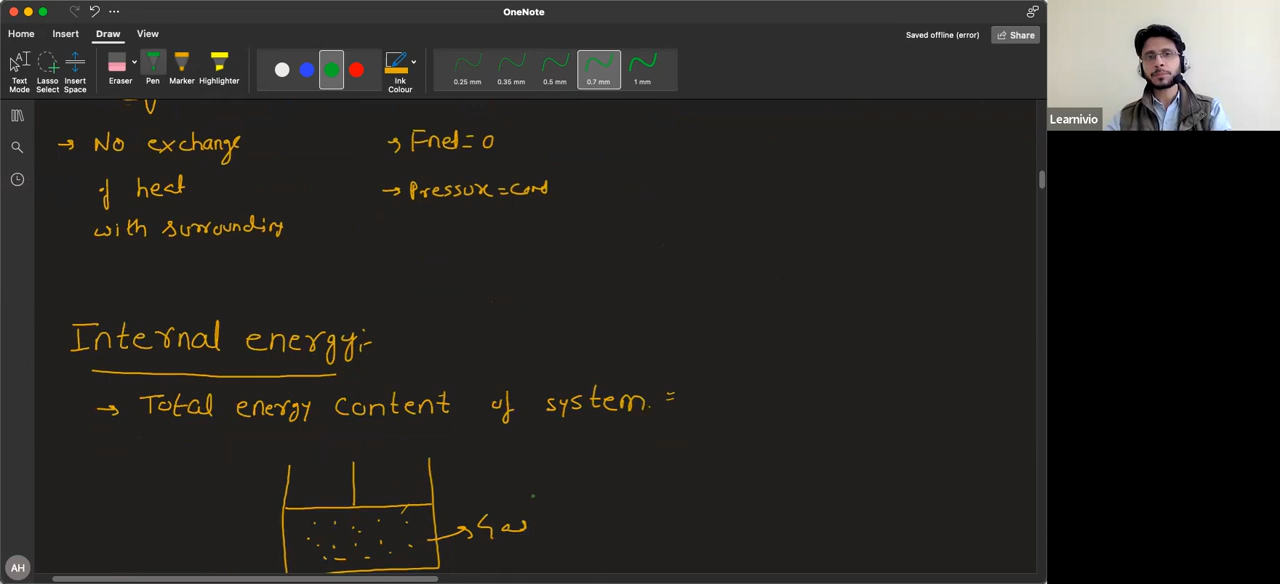 OneNote
Home Insert Draw View
Saved offline (error)
Share
Text Mode
Lasso Select
Insert Space
Eraser
Pen
Marker
Highlighter
Ink Colour
0.25 mm
0.35 mm
0.5 mm
0.7 mm
1 mm
Learnivio
→ No exchange
of heat
with surrounding
→ Fnet = 0
→ Pressure = const
Internal energy:-
→ Total energy content of system. =
→ Gas
AH